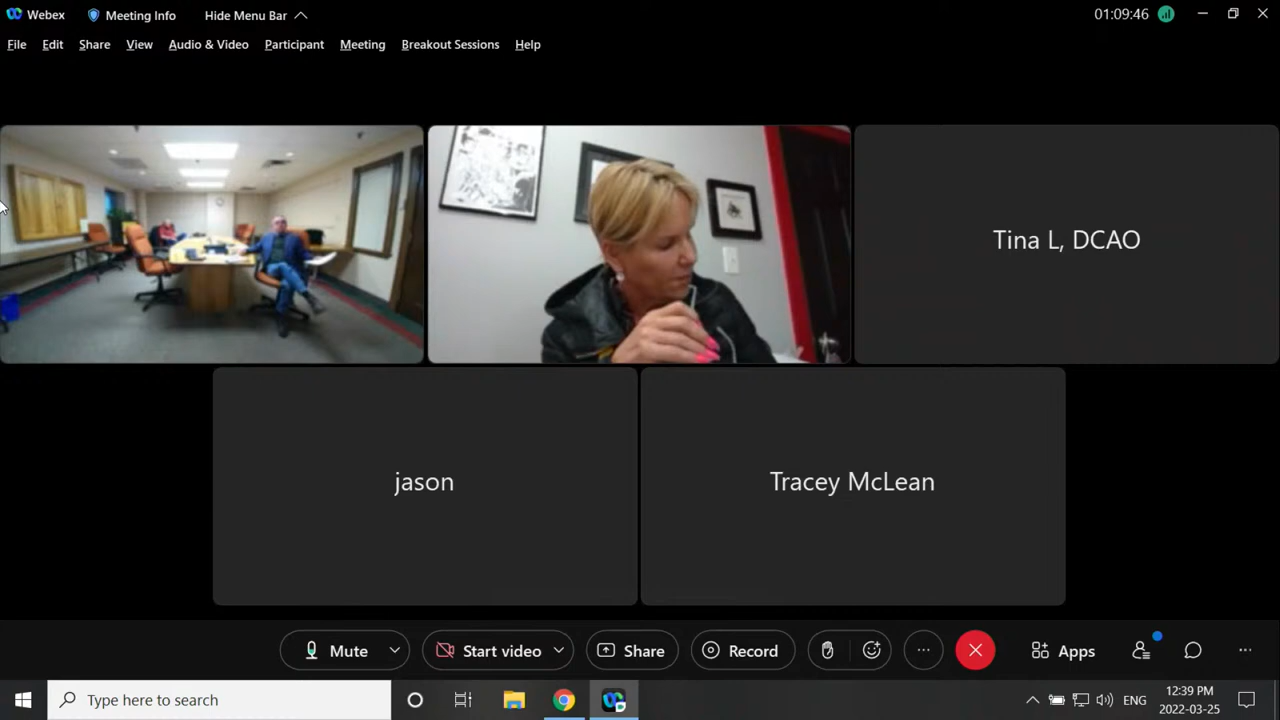 Webex
Meeting Info
Hide Menu Bar
01:09:46
File
Edit
Share
View
Audio & Video
Participant
Meeting
Breakout Sessions
Help
Tina L, DCAO
jason
Tracey McLean
Mute
Start video
Share
Record
Apps
Type here to search
ENG
12:39 PM
2022-03-25